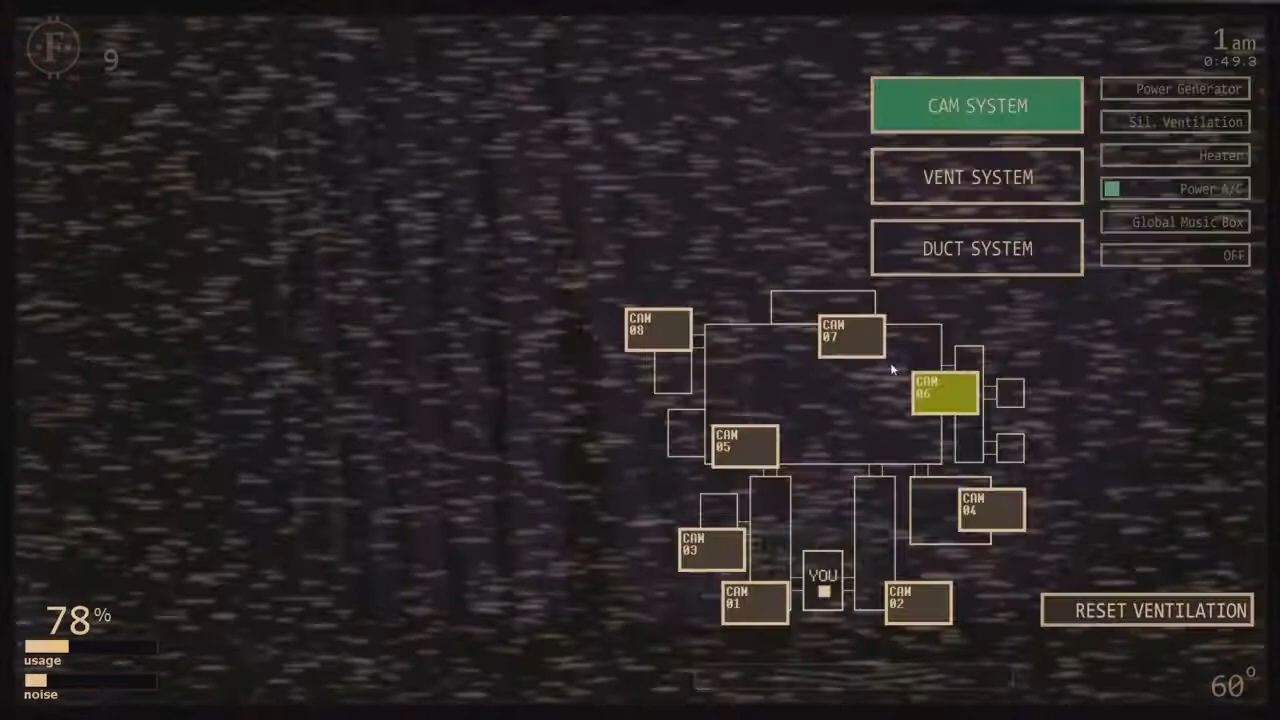 F 9
1 am
0:49.3
CAM SYSTEM
Power Generator
Sil. Ventilation
Heater
VENT SYSTEM
Power A/C
Global Music Box
DUCT SYSTEM
OFF
CAM
08
CAM
07
CAM
06
CAM
05
CAM
04
CAM
03
YOU
CAM
01
CAM
02
RESET VENTILATION
78%
usage
noise
60°